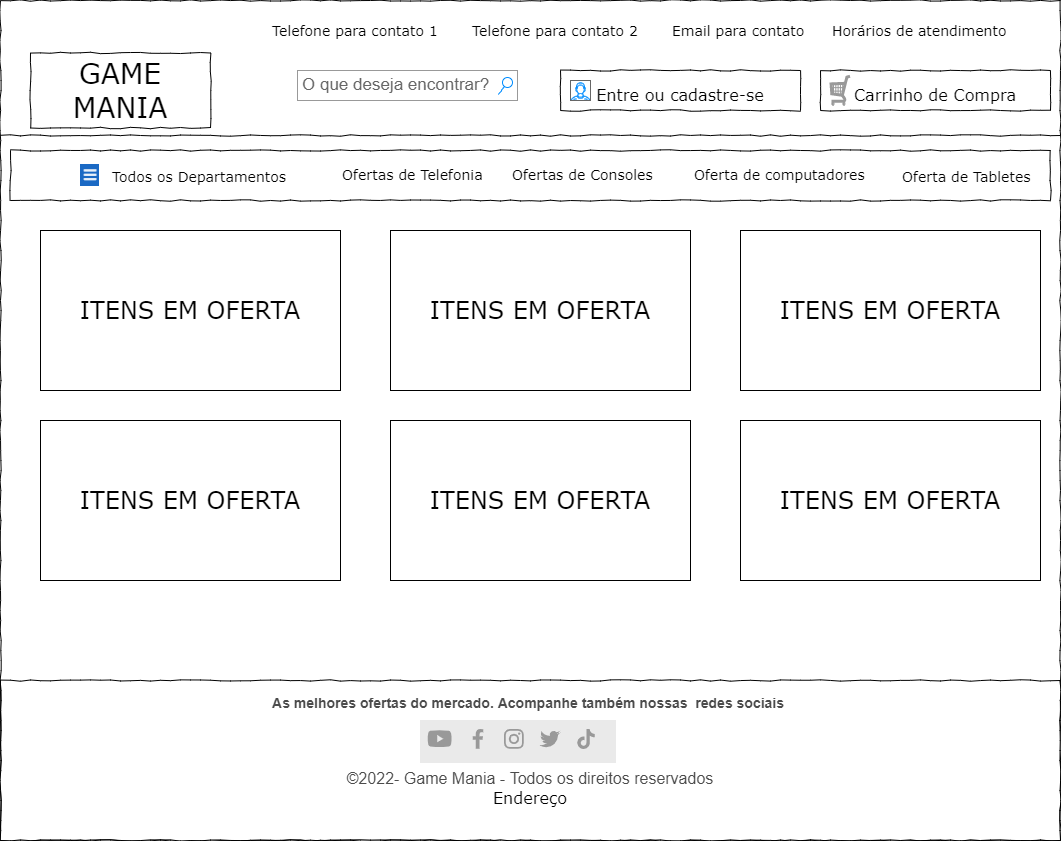 Telefone para contato 1
Telefone para contato 2
Email para contato
Horários de atendimento
GAME
MANIA
O que deseja encontrar?
Entre ou cadastre-se
Carrinho de Compra
Todos os Departamentos
Ofertas de Telefonia
Ofertas de Consoles
Oferta de computadores
Oferta de Tabletes
ITENS EM OFERTA
ITENS EM OFERTA
ITENS EM OFERTA
ITENS EM OFERTA
ITENS EM OFERTA
ITENS EM OFERTA
As melhores ofertas do mercado. Acompanhe também nossas  redes sociais
©2022- Game Mania - Todos os direitos reservados
Endereço